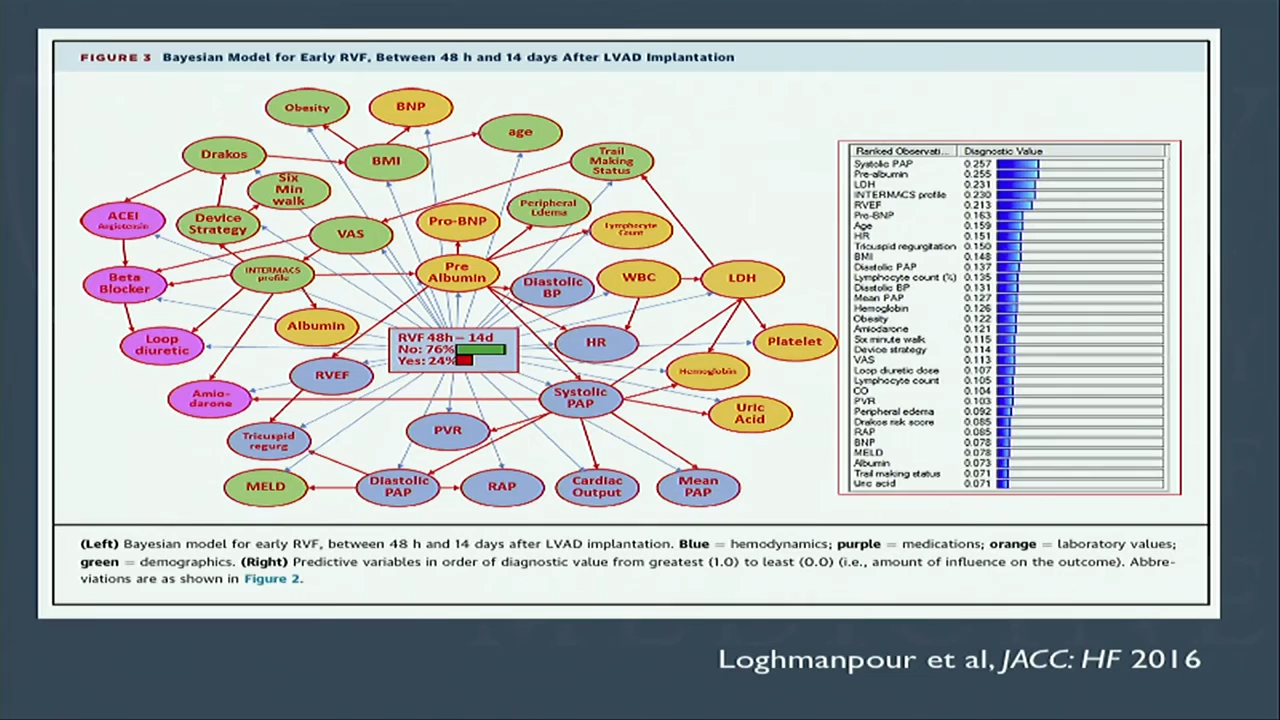 FIGURE 3 Bayesian Model for Early RVF, Between 48 h and 14 days After LVAD Implantation
Obesity
BNP
age
Drakos
BMI
Trail
Making
Status
Six
Min
walk
ACEI
Angiotensin
Device
Strategy
VAS
Pro-BNP
Peripheral
Edema
Lymphocyte
Count
Beta
Blocker
INTERMACS
profile
Pre
Albumin
Diastolic
BP
WBC
LDH
Albumin
Loop
diuretic
RVF 48h – 14d
No: 76%
Yes: 24%
HR
Platelet
RVEF
Hemoglobin
Amio-
darone
Systolic
PAP
Uric
Acid
Tricuspid
regurg
PVR
MELD
Diastolic
PAP
RAP
Cardiac
Output
Mean
PAP
Ranked Observati... Diagnostic Value
Systolic PAP 0.257
Pre-albumin 0.255
LDH 0.231
INTERMACS profile 0.230
RVEF 0.213
Pro-BNP 0.163
Age 0.159
HR 0.151
Tricuspid regurgitation 0.150
BMI 0.148
Diastolic PAP 0.137
Lymphocyte count (%) 0.135
Diastolic BP 0.131
Mean PAP 0.127
Hemoglobin 0.126
Obesity 0.122
Amiodarone 0.121
Six minute walk 0.115
Device strategy 0.114
VAS 0.113
Loop diuretic dose 0.107
Lymphocyte count 0.105
CO 0.104
PVR 0.103
Peripheral edema 0.092
Drakos risk score 0.085
RAP 0.085
BNP 0.078
MELD 0.078
Albumin 0.073
Trail making status 0.071
Uric acid 0.071
(Left) Bayesian model for early RVF, between 48 h and 14 days after LVAD implantation. Blue = hemodynamics; purple = medications; orange = laboratory values;
green = demographics. (Right) Predictive variables in order of diagnostic value from greatest (1.0) to least (0.0) (i.e., amount of influence on the outcome). Abbre-
viations are as shown in Figure 2.
Loghmanpour et al, JACC: HF 2016